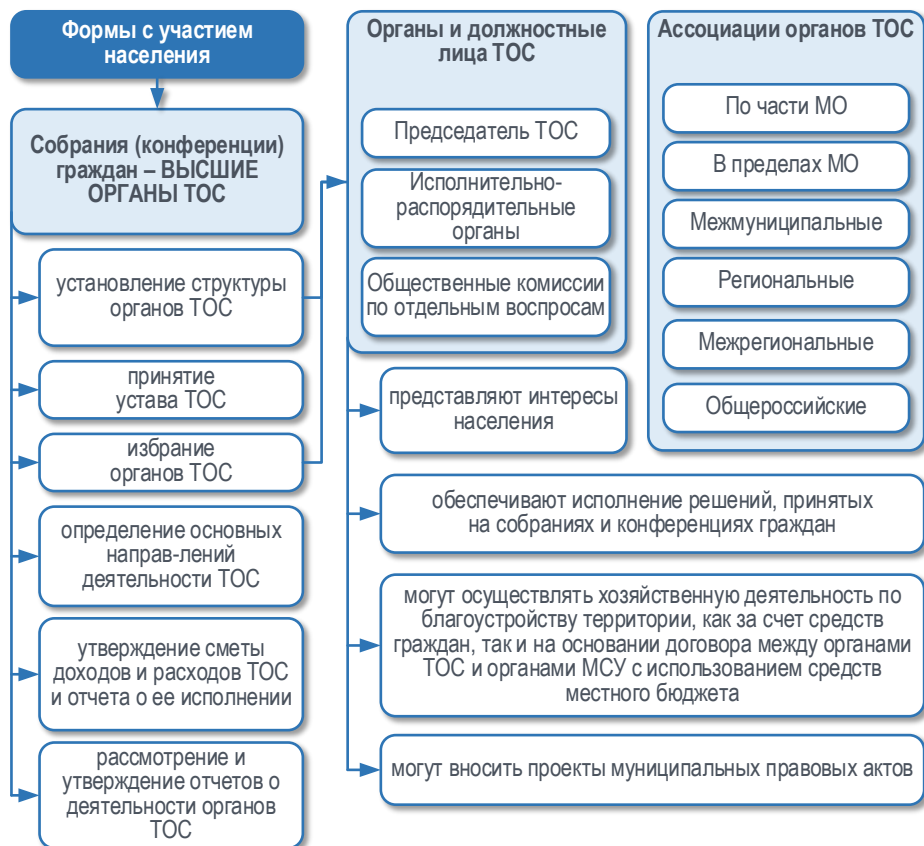 Формы с участием
населения
Собрания (конференции)
граждан – ВЫСШИЕ
ОРГАНЫ ТОС
установление структуры
органов ТОС
принятие
устава ТОС
избрание
органов ТОС
определение основных
направ-лений
деятельности ТОС
утверждение сметы
доходов и расходов ТОС
и отчета о ее исполнении
рассмотрение и
утверждение отчетов о
деятельности органов
ТОС
Органы и должностные
лица ТОС
Председатель ТОС
Исполнительно-
распорядительные
органы
Общественные комиссии
по отдельным воспросам
представляют интересы
населения
обеспечивают исполнение решений, принятых
на собраниях и конференциях граждан
могут осуществлять хозяйственную деятельность по
благоустройству территории, как за счет средств
граждан, так и на основании договора между органами
ТОС и органами МСУ с использованием средств
местного бюджета
могут вносить проекты муниципальных правовых актов
Ассоциации органов ТОС
По части МО
В пределах МО
Межмуниципальные
Региональные
Межрегиональные
Общероссийские